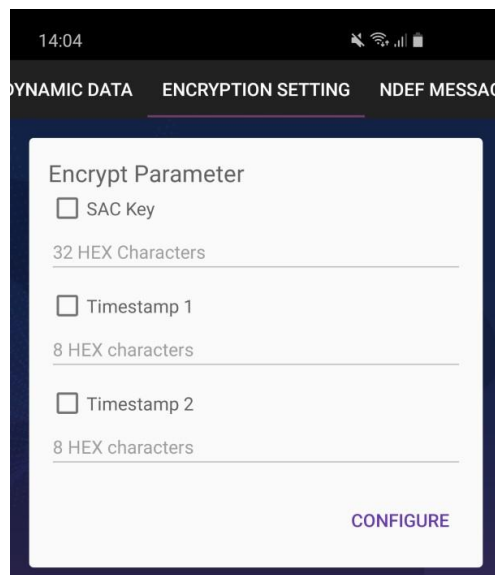 14:04
DYNAMIC DATA ENCRYPTION SETTING NDEF MESSAG
Encrypt Parameter
SAC Key
32 HEX Characters
Timestamp 1
8 HEX characters
Timestamp 2
8 HEX characters
CONFIGURE